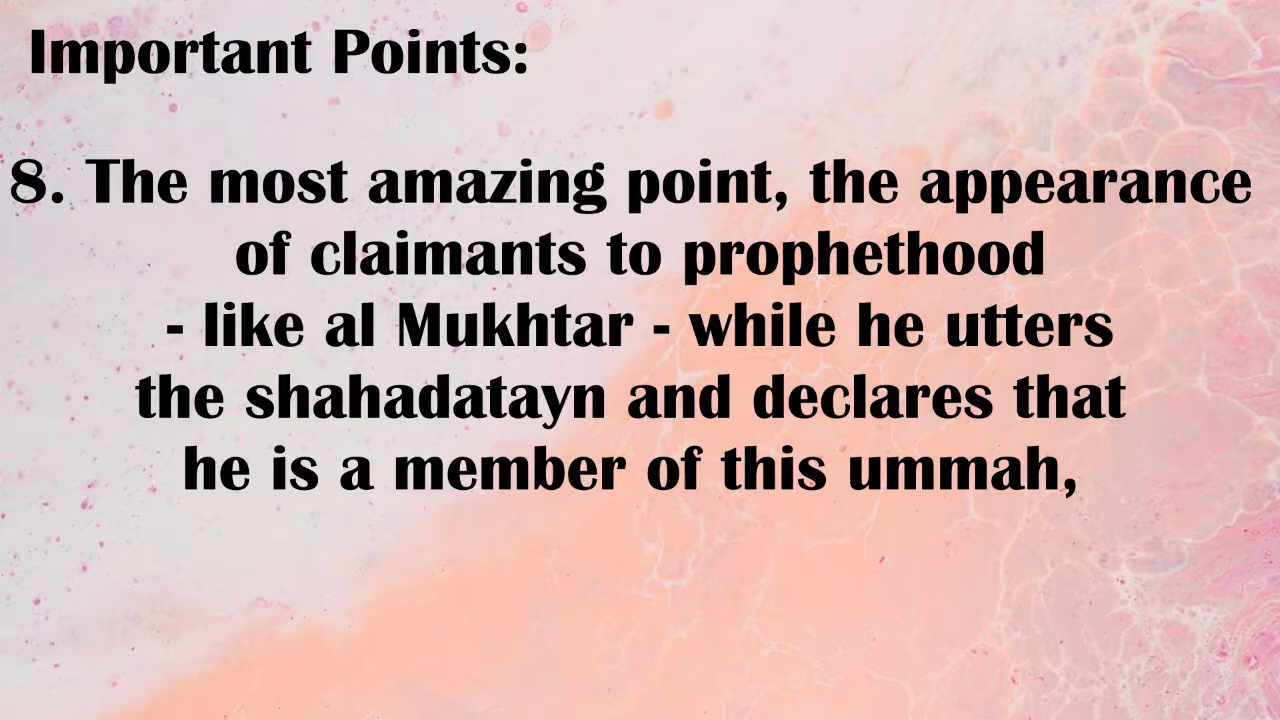 Important Points:
8. The most amazing point, the appearance
of claimants to prophethood
- like al Mukhtar - while he utters
the shahadatayn and declares that
he is a member of this ummah,